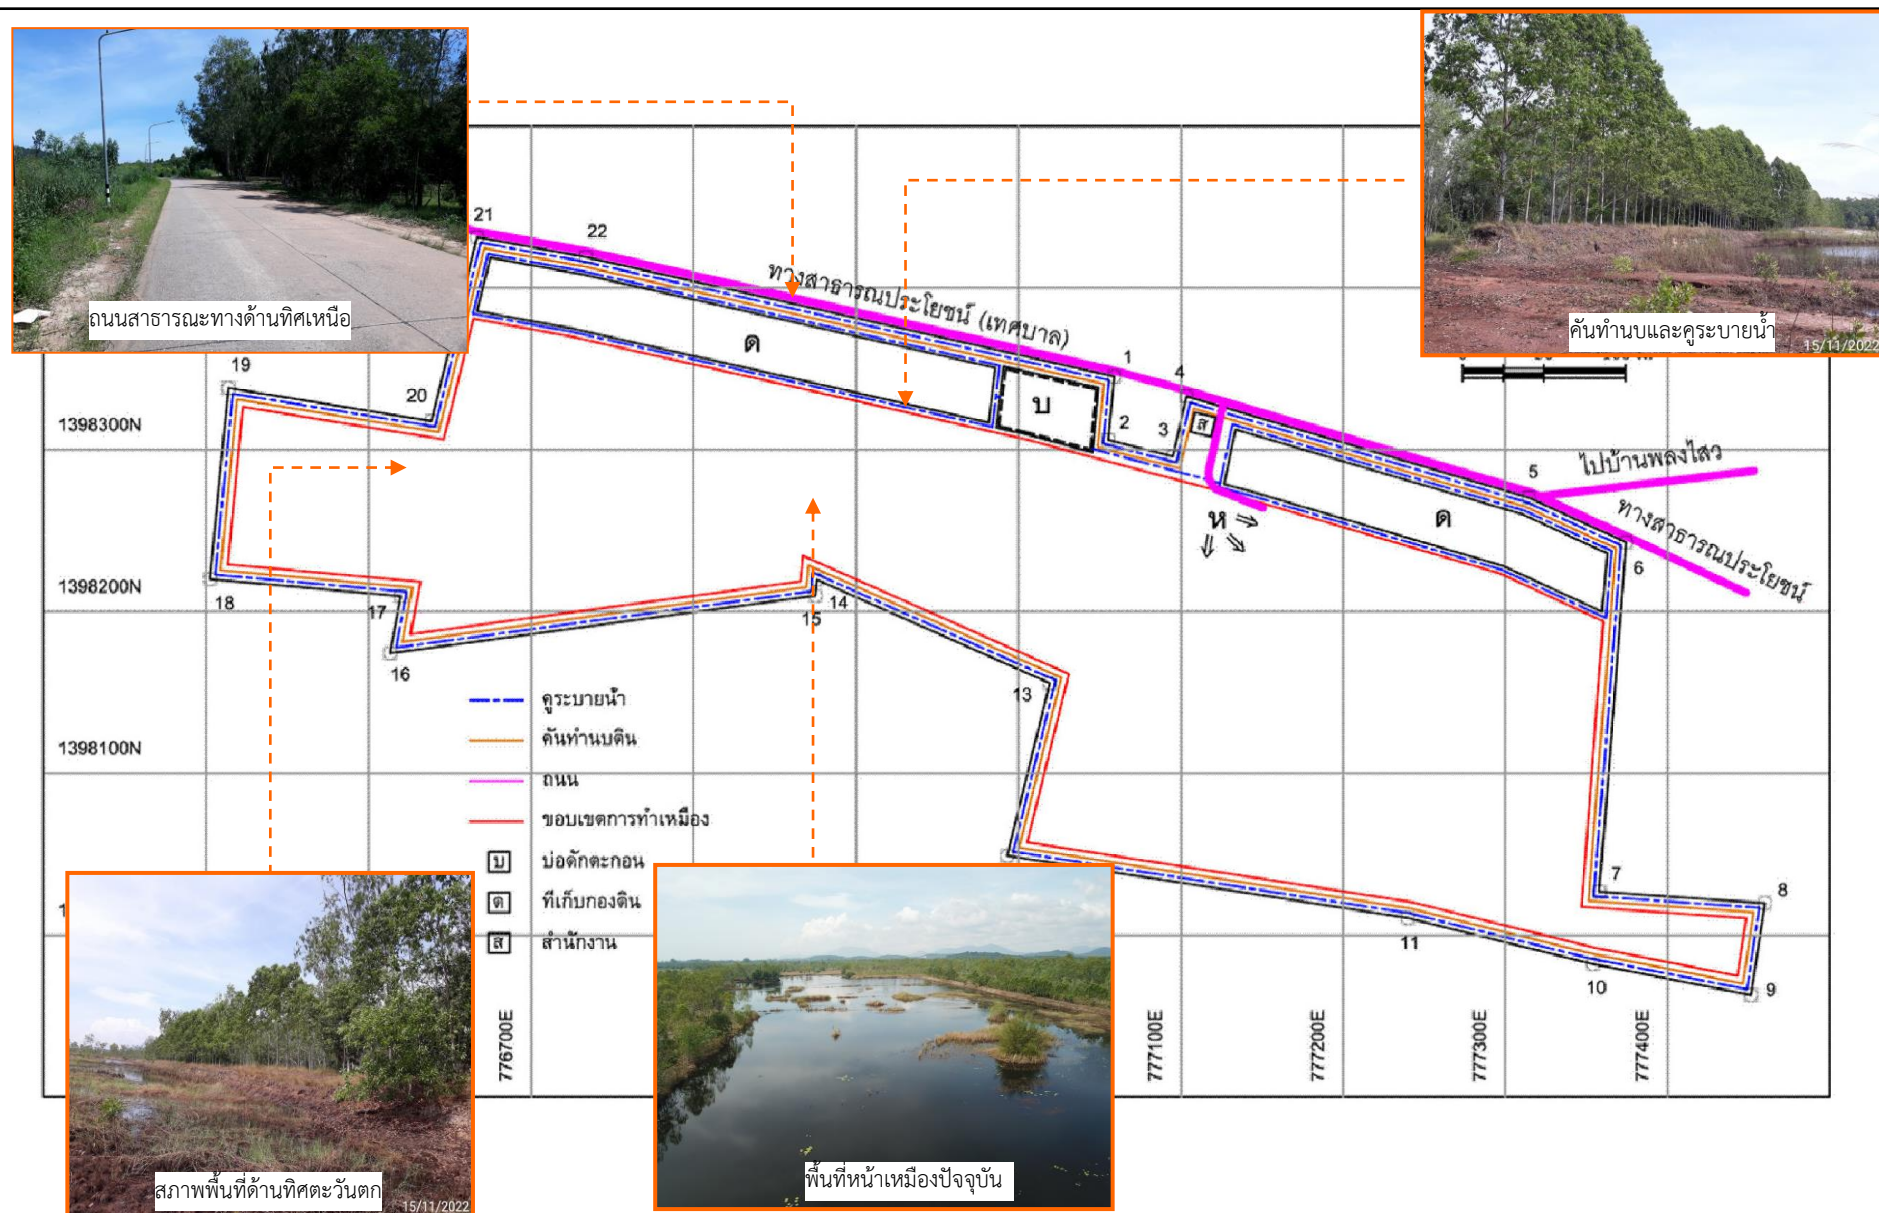 ถนนสาธารณะทางด้านทิศเหนือ
คันทำนบและคูระบายน้ำ
15/11/2022
21
22
ทางสาธารณประโยชน์ (เทศบาล)
19
20
ด
บ
1
4
2
3
ส
5
ไปบ้านพลงไสว
ทางสาธารณประโยชน์
6
ห
ด
1398300N
1398200N
1398100N
18
17
16
15
14
13
คูระบายน้ำ
คันทำนบดิน
ถนน
ขอบเขตการทำเหมือง
บ บ่อดักตะกอน
ด ที่เก็บกองดิน
ส สำนักงาน
7
8
9
10
11
776700E
777100E
777200E
777300E
777400E
สภาพพื้นที่ด้านทิศตะวันตก
15/11/2022
พื้นที่หน้าเหมืองปัจจุบัน